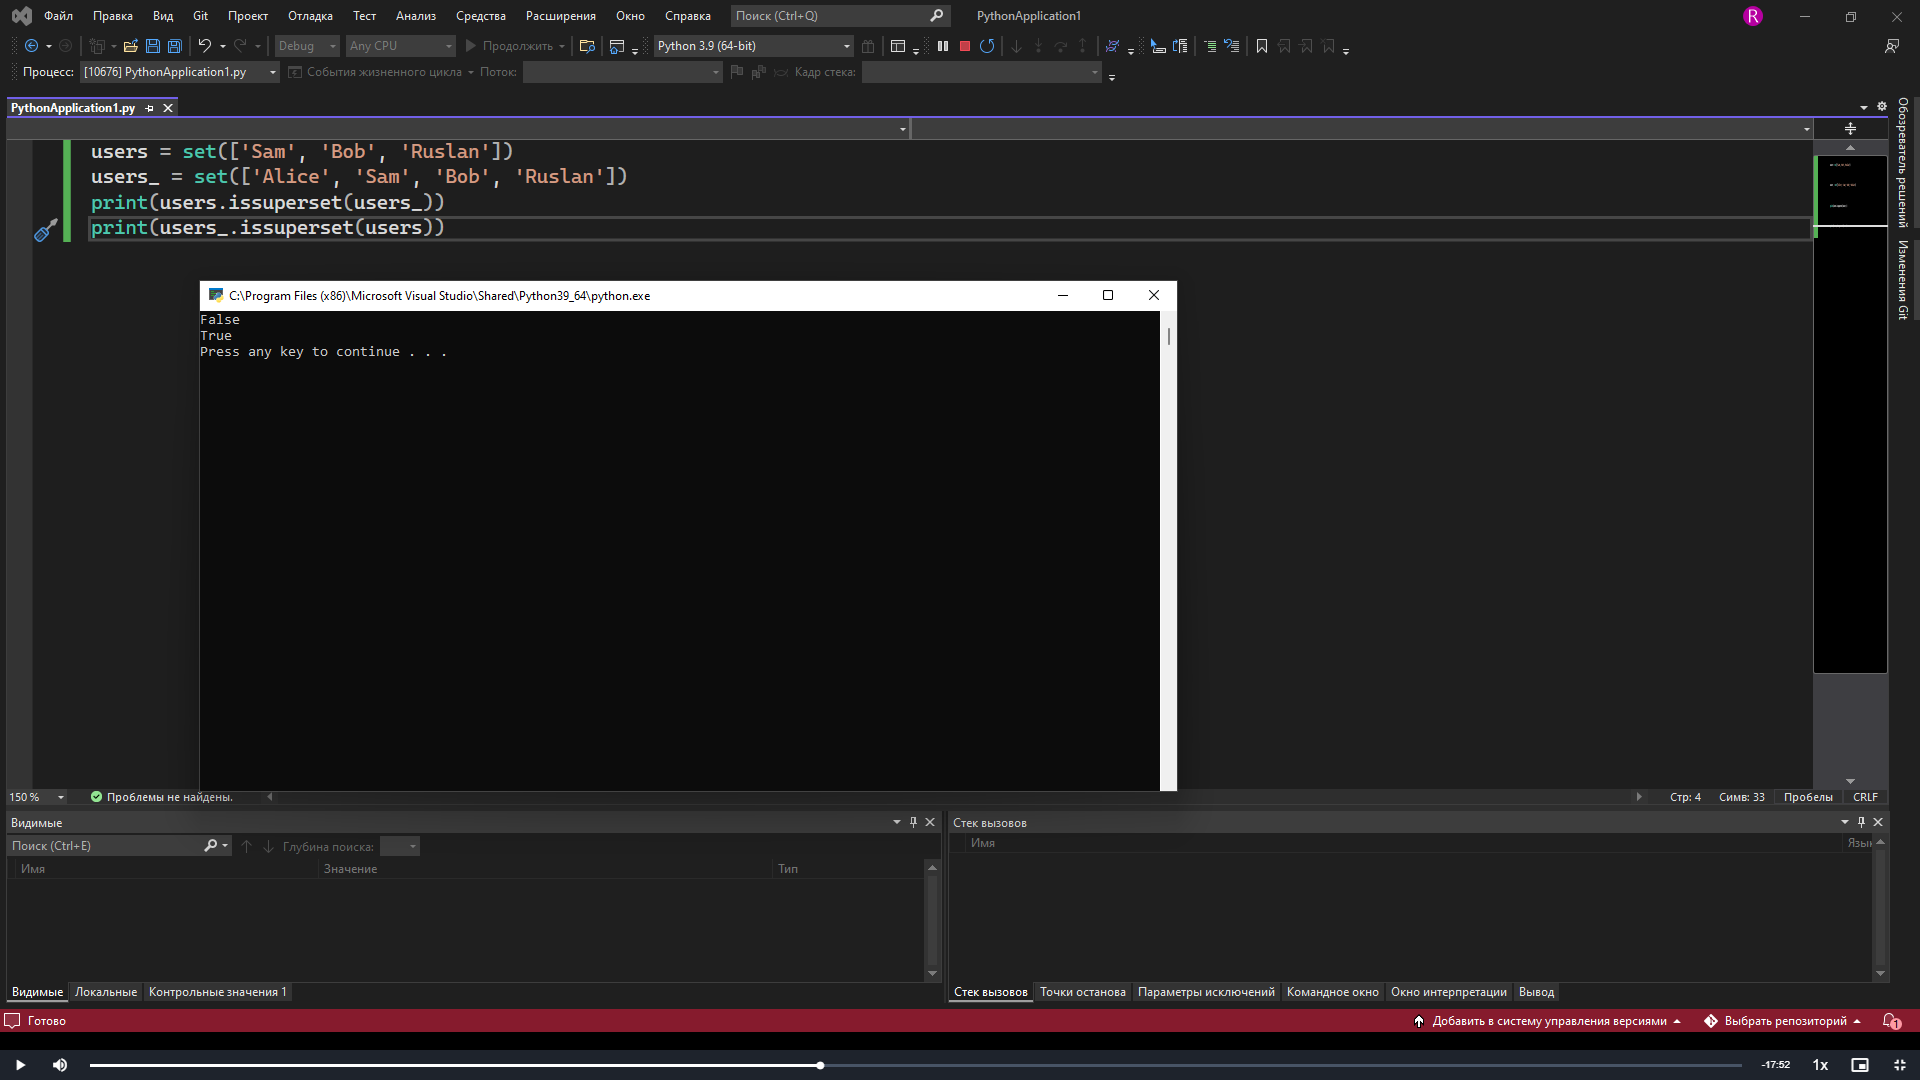 Файл Правка Вид Git Проект Отладка Тест Анализ Средства Расширения Окно Справка Поиск (Ctrl+Q) PythonApplication1 R
Debug Any CPU Продолжить Python 3.9 (64-bit)
Процесс: [10676] PythonApplication1.py События жизненного цикла Поток: Кадр стека:
PythonApplication1.py
users = set(['Sam', 'Bob', 'Ruslan'])
users_ = set(['Alice', 'Sam', 'Bob', 'Ruslan'])
print(users.issuperset(users_))
print(users_.issuperset(users))
Обозреватель решений
Изменения Git
C:\Program Files (x86)\Microsoft Visual Studio\Shared\Python39_64\python.exe
False
True
Press any key to continue . . .
150 % Проблемы не найдены. Стр: 4 Симв: 33 Пробелы CRLF
Видимые
Поиск (Ctrl+E) Глубина поиска:
Имя Значение Тип
Видимые Локальные Контрольные значения 1
Стек вызовов
Имя Язык
Стек вызовов Точки останова Параметры исключений Командное окно Окно интерпретации Вывод
Готово Добавить в систему управления версиями Выбрать репозиторий 1
-17:52 1x